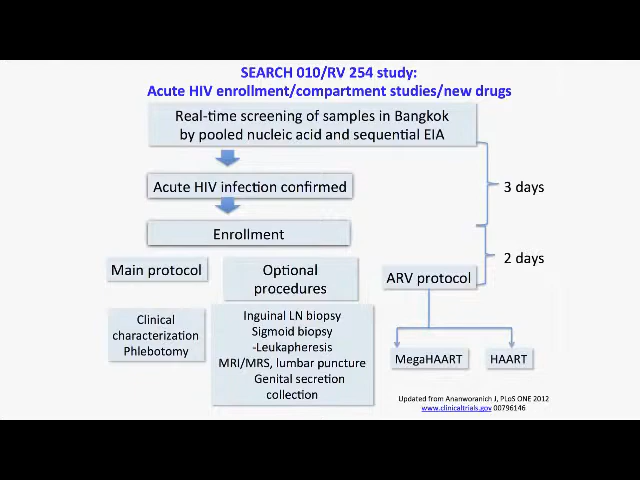 SEARCH 010/RV 254 study:
Acute HIV enrollment/compartment studies/new drugs
Real-time screening of samples in Bangkok
by pooled nucleic acid and sequential EIA
Acute HIV infection confirmed
3 days
Enrollment
2 days
Main protocol
Optional
procedures
ARV protocol
Clinical
characterization
Phlebotomy
Inguinal LN biopsy
Sigmoid biopsy
-Leukapheresis
MRI/MRS, lumbar puncture
Genital secretion
collection
MegaHAART
HAART
Updated from Ananworanich J, PLoS ONE 2012
www.clinicaltrials.gov 00796146